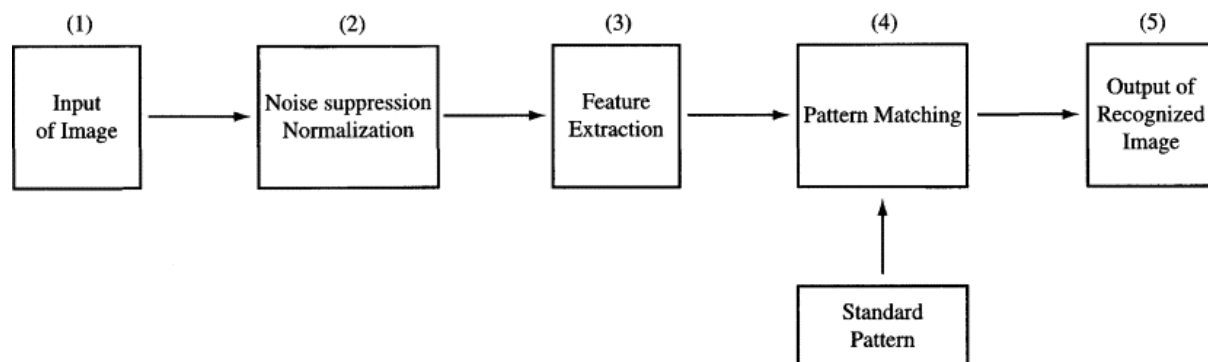 (1)
Input
of Image
(2)
Noise suppression
Normalization
(3)
Feature
Extraction
(4)
Pattern Matching
(5)
Output of
Recognized
Image
Standard
Pattern